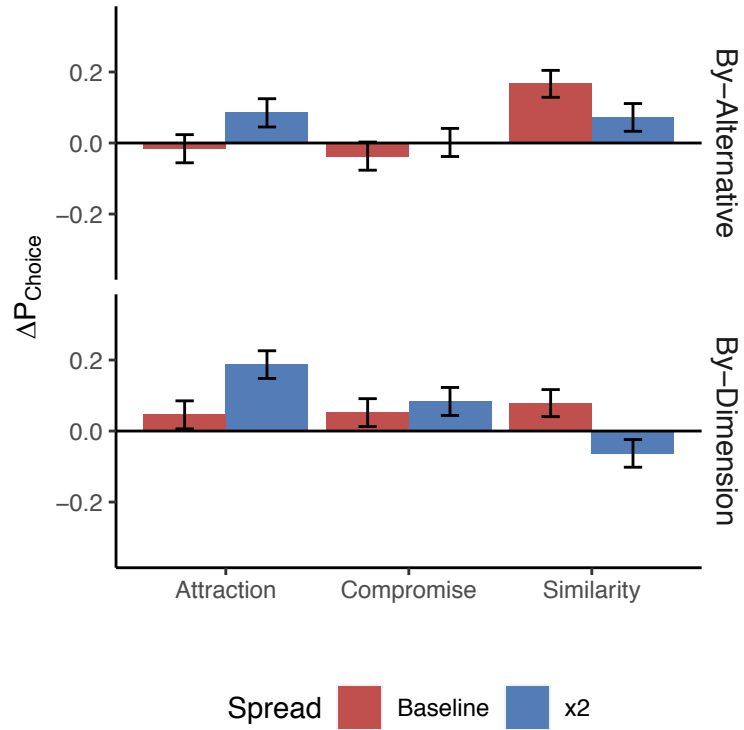 ΔP_Choice
0.2
0.0
−0.2
By−Alternative
0.2
0.0
−0.2
By−Dimension
Attraction Compromise Similarity
Spread Baseline x2